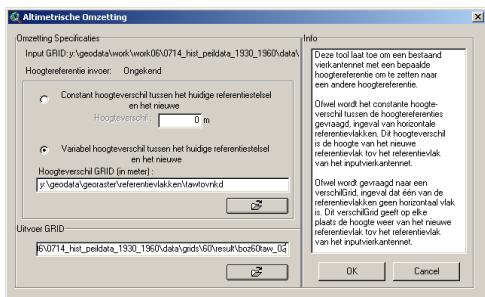 Altimetrische Omzetting
Omzetting Specificaties
Input GRID: y:\geodata\work\work06\0714_hist_peildata_1930_1960\data\
Hoogtereferentie invoer: Ongekend
Constant hoogteverschil tussen het huidige referentiestelsel
en het nieuwe
Hoogteverschil : 0 m
Variabel hoogteverschil tussen het huidige referentiestelsel
en het nieuwe
Hoogteverschil GRID (in meter) :
y:\geodata\georaster\referentievlakken\tawtovnkd
Uitvoer GRID
6\0714_hist_peildata_1930_1960\data\grids\60\result\boz60taw_02
Info
Deze tool laat toe om een bestaand
vierkantennet met een bepaalde
hoogtereferentie om te zetten naar
een andere hoogtereferentie.
Ofwel wordt het constante hoogte-
verschil tussen de hoogtereferenties
gevraagd, ingeval van horizontale
referentievlakken. Dit hoogteverschil
is de hoogte van het nieuwe
referentievlak tov het referentievlak
van het inputvierkantennet.
Ofwel wordt gevraagd naar een
verschilGrid, ingeval dat één van de
referentievlakken geen horizontaal vlak
is. Dit verschilGrid geeft op elke
plaats de hoogte weer van het nieuwe
referentievlak tov het referentievlak
van het inputvierkantennet.
OK
Cancel